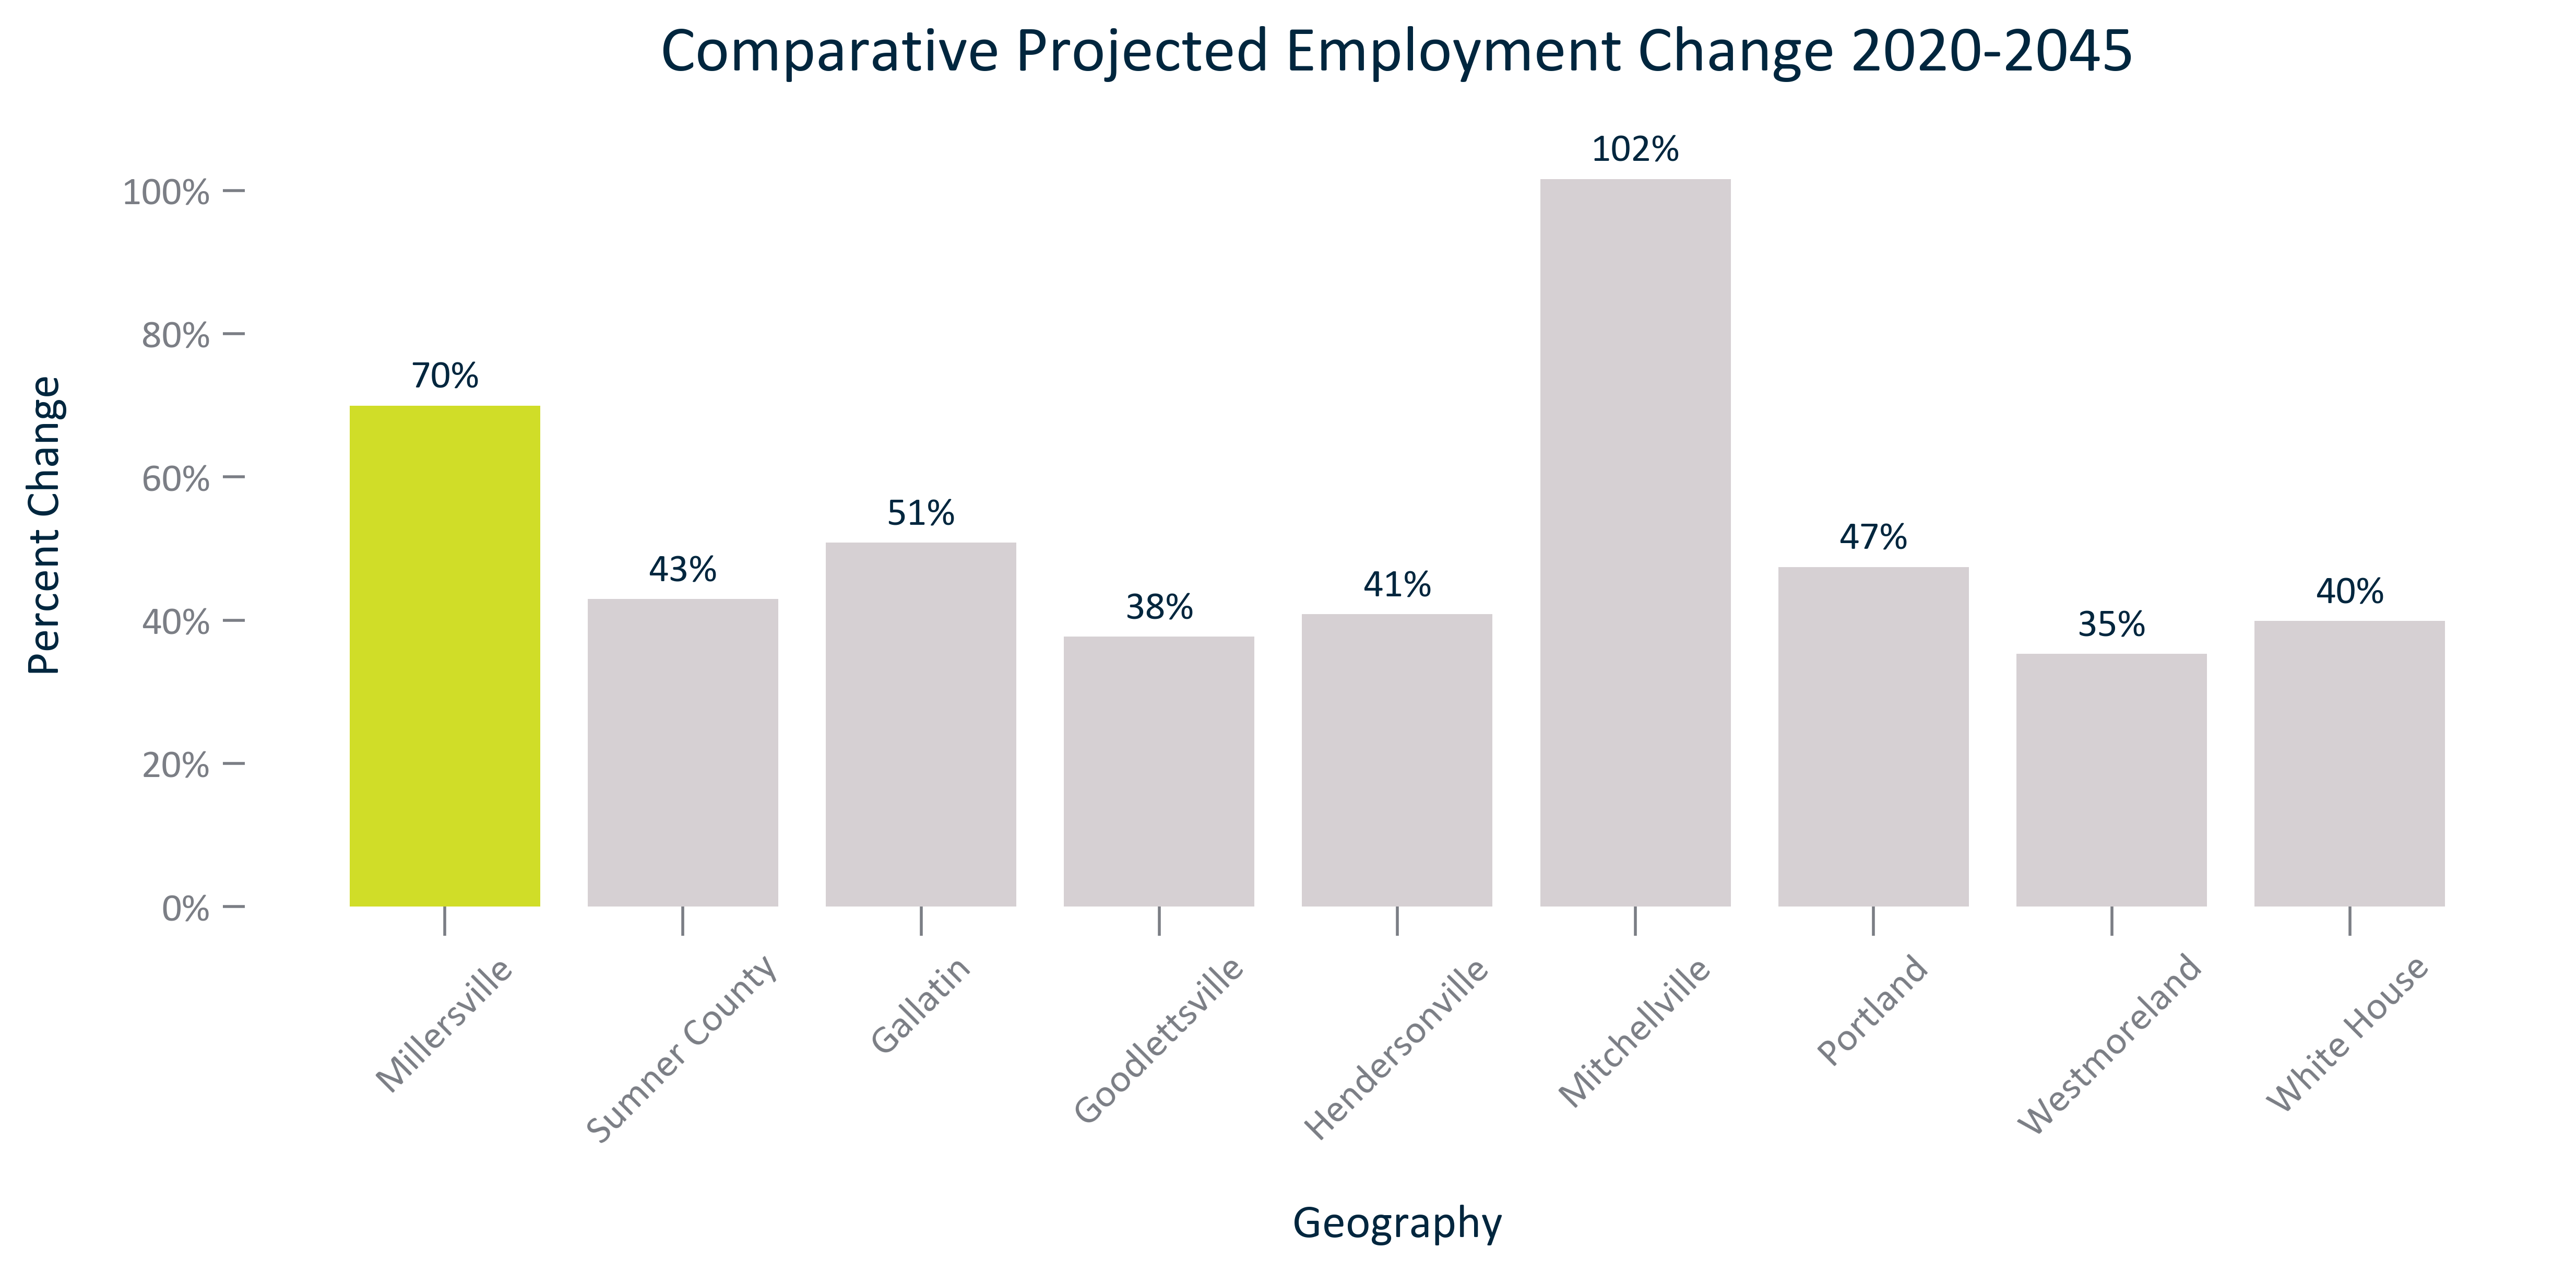 Comparative Projected Employment Change 2020-2045
Percent Change
100%
80%
60%
40%
20%
0%
70%
43%
51%
38%
41%
102%
47%
35%
40%
Millersville
Sumner County
Gallatin
Goodlettsville
Hendersonville
Mitchellville
Portland
Westmoreland
White House
Geography